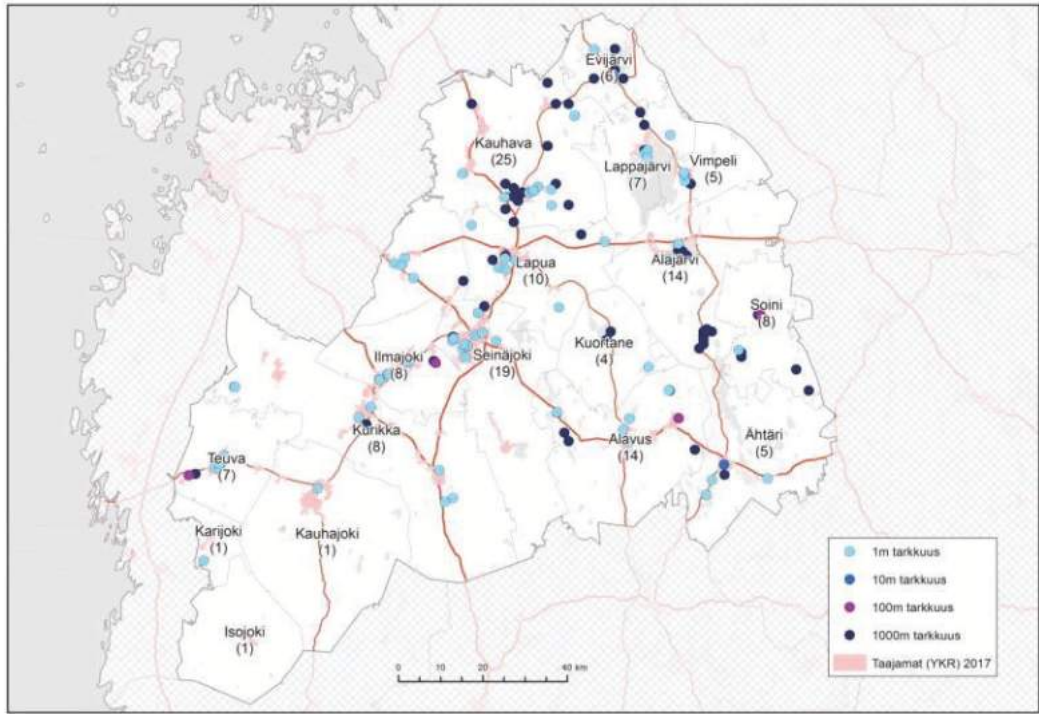 Evijärvi
(6)
Kauhava
(25)
Lappajärvi
(7)
Vimpeli
(5)
Lapua
(10)
Alajärvi
(14)
Soini
(8)
Kuortane
(4)
Ilmajoki
(8)
Seinäjoki
(19)
Kurikka
(8)
Alavus
(14)
Ähtäri
(5)
Teuva
(7)
Karijoki
(1)
Kauhajoki
(1)
Isojoki
(1)
0 10 20 40 km
1m tarkkuus
10m tarkkuus
100m tarkkuus
1000m tarkkuus
Taajamat (YKR) 2017